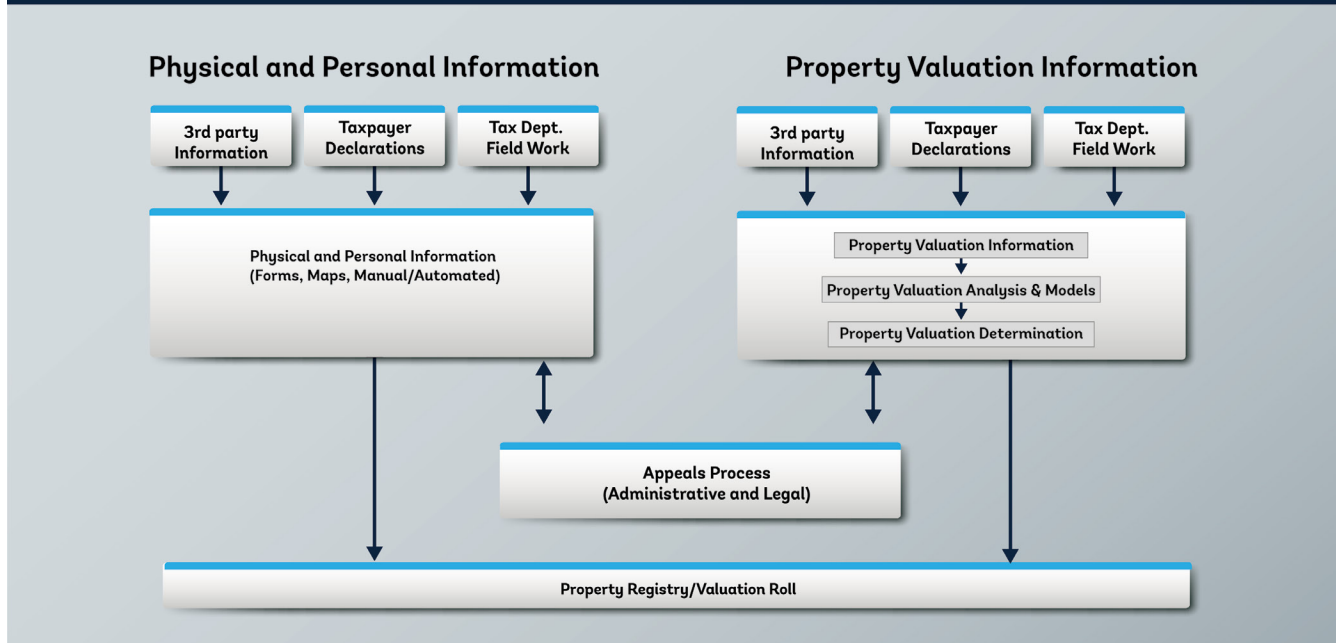 Physical and Personal Information
Property Valuation Information
3rd party
Information
Taxpayer
Declarations
Tax Dept.
Field Work
3rd party
Information
Taxpayer
Declarations
Tax Dept.
Field Work
Physical and Personal Information
(Forms, Maps, Manual/Automated)
Property Valuation Information
Property Valuation Analysis & Models
Property Valuation Determination
Appeals Process
(Administrative and Legal)
Property Registry/Valuation Roll